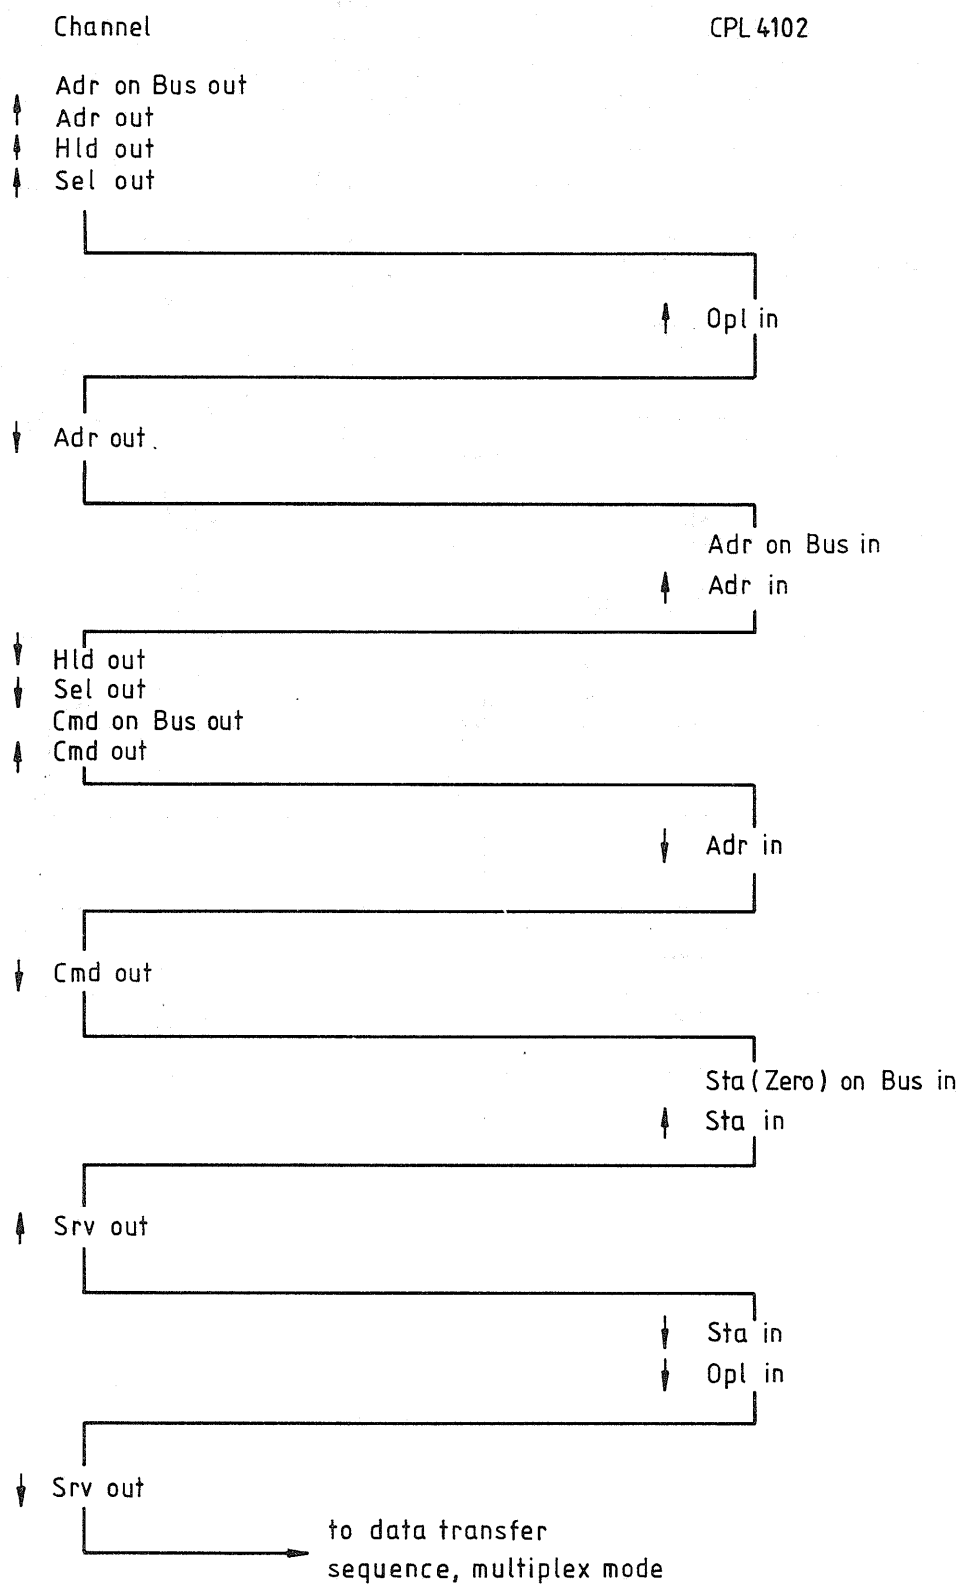 Channel CPL 4102
Adr on Bus out
↑ Adr out
↑ Hld out
↑ Sel out
↑ Opl in
↓ Adr out
Adr on Bus in
↑ Adr in
↓ Hld out
↓ Sel out
Cmd on Bus out
↑ Cmd out
↓ Adr in
↓ Cmd out
Sta (Zero) on Bus in
↑ Sta in
↑ Srv out
↓ Sta in
↓ Opl in
↓ Srv out
to data transfer
sequence, multiplex mode